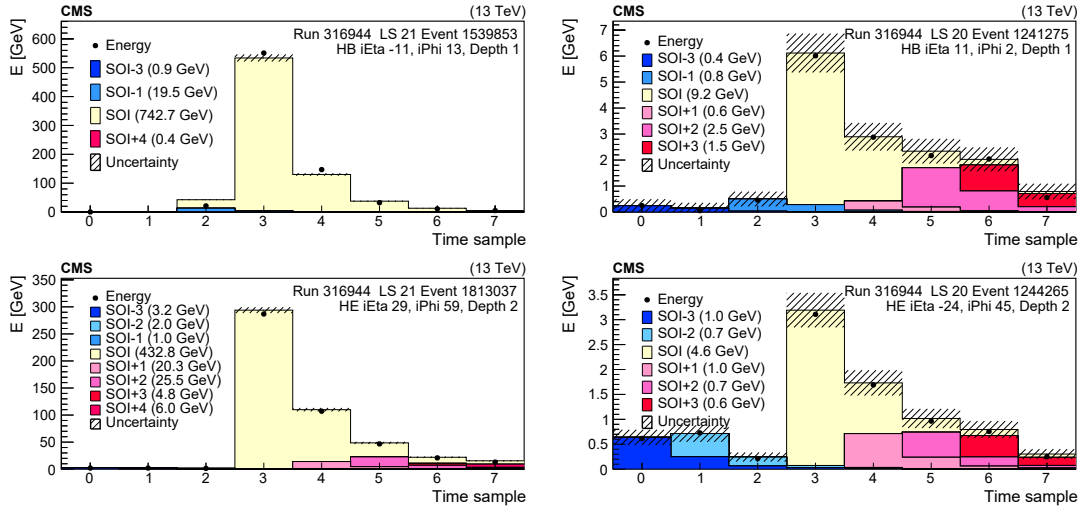 CMS
(13 TeV)
E [GeV]
Run 316944 LS 21 Event 1539853
HB iEta -11, iPhi 13, Depth 1
Energy
SOI-3 (0.9 GeV)
SOI-1 (19.5 GeV)
SOI (742.7 GeV)
SOI+4 (0.4 GeV)
Uncertainty
600
500
400
300
200
100
0
0 1 2 3 4 5 6 7
Time sample
CMS
(13 TeV)
E [GeV]
Run 316944 LS 20 Event 1241275
HB iEta 11, iPhi 2, Depth 1
Energy
SOI-3 (0.4 GeV)
SOI-1 (0.8 GeV)
SOI (9.2 GeV)
SOI+1 (0.6 GeV)
SOI+2 (2.5 GeV)
SOI+3 (1.5 GeV)
Uncertainty
7
6
5
4
3
2
1
0
0 1 2 3 4 5 6 7
Time sample
CMS
(13 TeV)
E [GeV]
Run 316944 LS 21 Event 1813037
HE iEta 29, iPhi 59, Depth 2
Energy
SOI-3 (3.2 GeV)
SOI-2 (2.0 GeV)
SOI-1 (1.0 GeV)
SOI (432.8 GeV)
SOI+1 (20.3 GeV)
SOI+2 (25.5 GeV)
SOI+3 (4.8 GeV)
SOI+4 (6.0 GeV)
Uncertainty
350
300
250
200
150
100
50
0
0 1 2 3 4 5 6 7
Time sample
CMS
(13 TeV)
E [GeV]
Run 316944 LS 20 Event 1244265
HE iEta -24, iPhi 45, Depth 2
Energy
SOI-3 (1.0 GeV)
SOI-2 (0.7 GeV)
SOI (4.6 GeV)
SOI+1 (1.0 GeV)
SOI+2 (0.7 GeV)
SOI+3 (0.6 GeV)
Uncertainty
3.5
3
2.5
2
1.5
1
0.5
0
0 1 2 3 4 5 6 7
Time sample